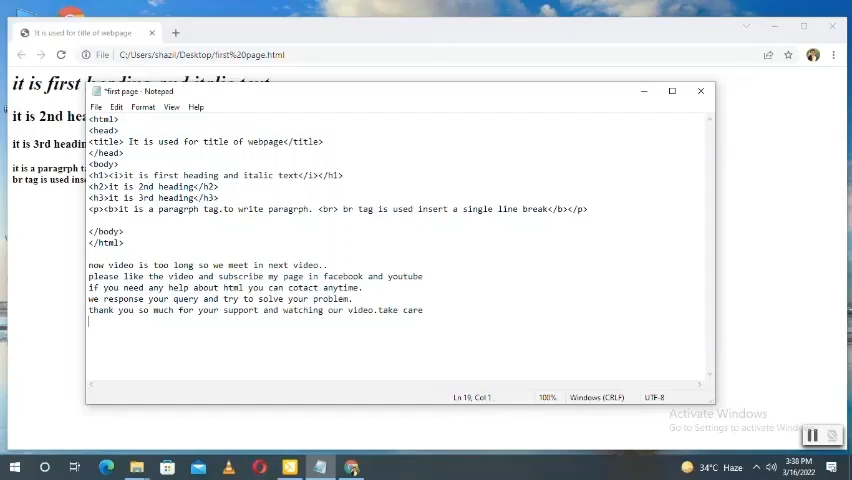 It is used for title of webpage
File C:/Users/shazil/Desktop/first%20page.html
it is first heading and italic text
it is 2nd hea
it is 3rd headin
it is a paragrph ta
br tag is used inse
*first page - Notepad
File Edit Format View Help
<html>
<head>
<title> It is used for title of webpage</title>
</head>
<body>
<h1><i>it is first heading and italic text</i></h1>
<h2>it is 2nd heading</h2>
<h3>it is 3rd heading</h3>
<p><b>it is a paragrph tag.to write paragrph. <br> br tag is used insert a single line break</b></p>
</body>
</html>
now video is too long so we meet in next video..
please like the video and subscribe my page in facebook and youtube
if you need any help about html you can cotact anytime.
we response your query and try to solve your problem.
thank you so much for your support and watching our video.take care
Ln 19, Col 1 100% Windows (CRLF) UTF-8
Activate Windows
Go to Settings to activate Windows.
34°C Haze
3:38 PM
3/16/2022